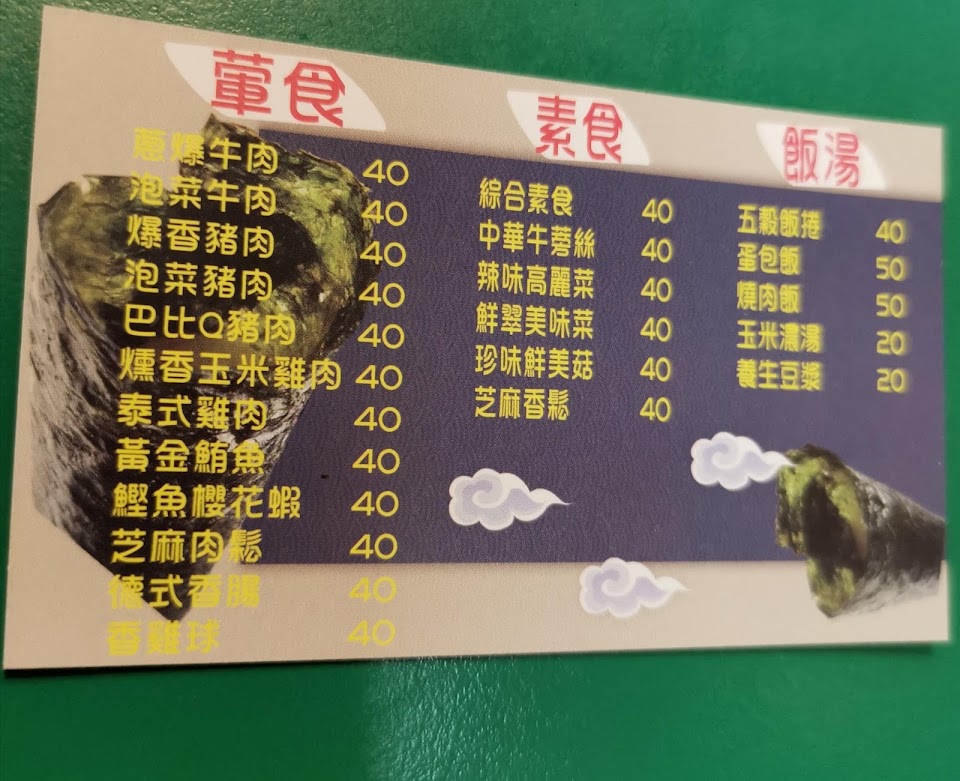 葷食
蔥爆牛肉 40
泡菜牛肉 40
爆香豬肉 40
泡菜豬肉 40
巴比Q豬肉 40
燻香玉米雞肉 40
泰式雞肉 40
黃金鮪魚 40
鰹魚櫻花蝦 40
芝麻肉鬆 40
德式香腸 40
香雞球 40
素食
綜合素食 40
中華牛蒡絲 40
辣味高麗菜 40
鮮翠美味菜 40
珍味鮮美菇 40
芝麻香鬆 40
飯湯
五穀飯捲 40
蛋包飯 50
燒肉飯 50
玉米濃湯 20
養生豆漿 20